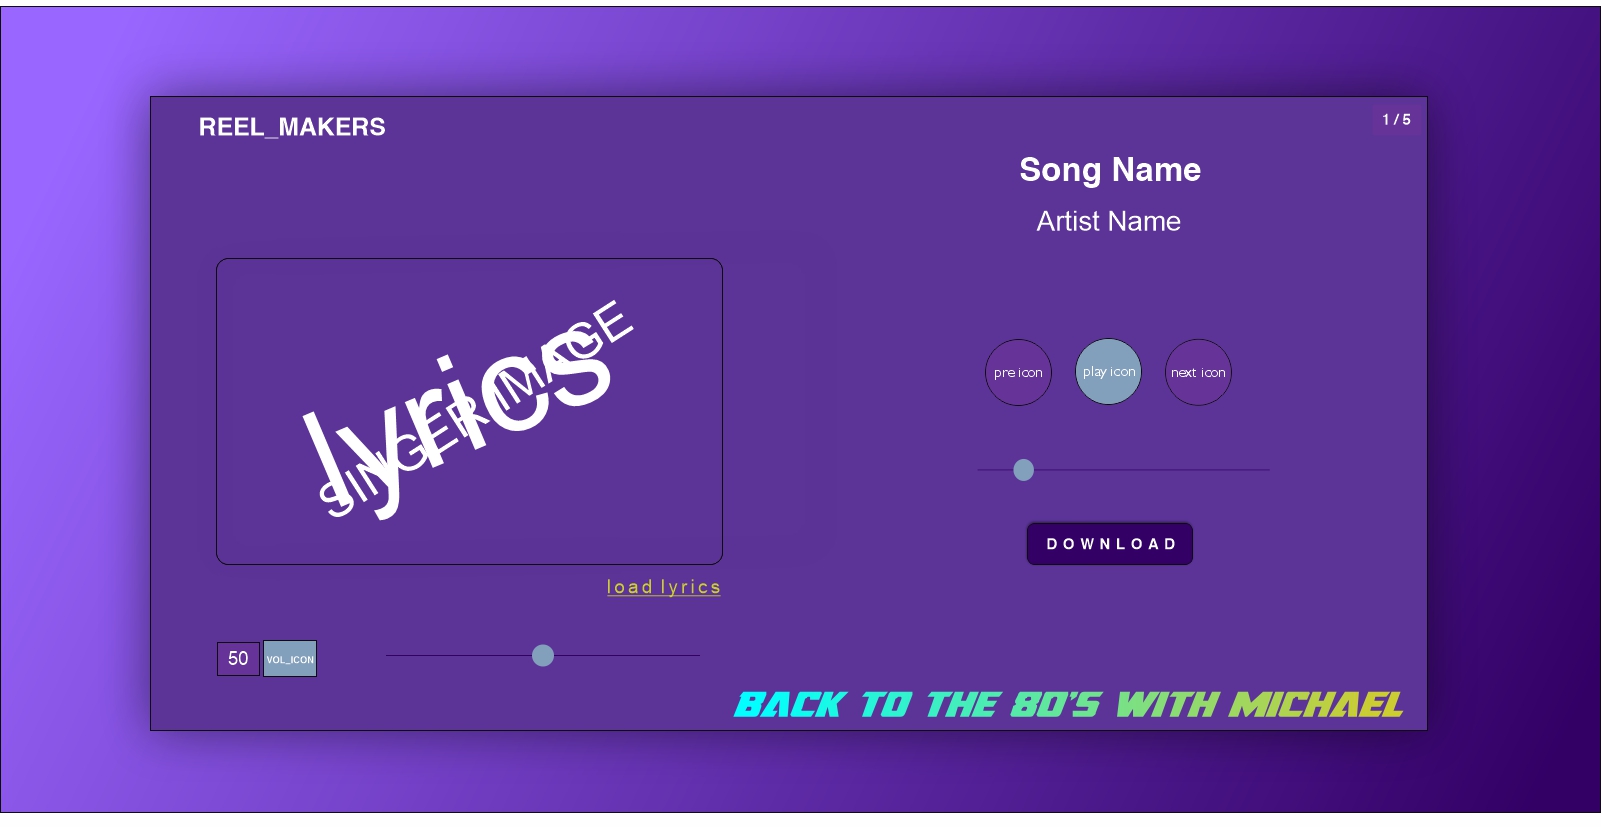 REEL_MAKERS
1 / 5
Song Name
Artist Name
lyrics
SINGER IMAGE
pre icon
play icon
next icon
DOWNLOAD
load lyrics
50
VOL_ICON
BACK TO THE 80'S WITH MICHAEL